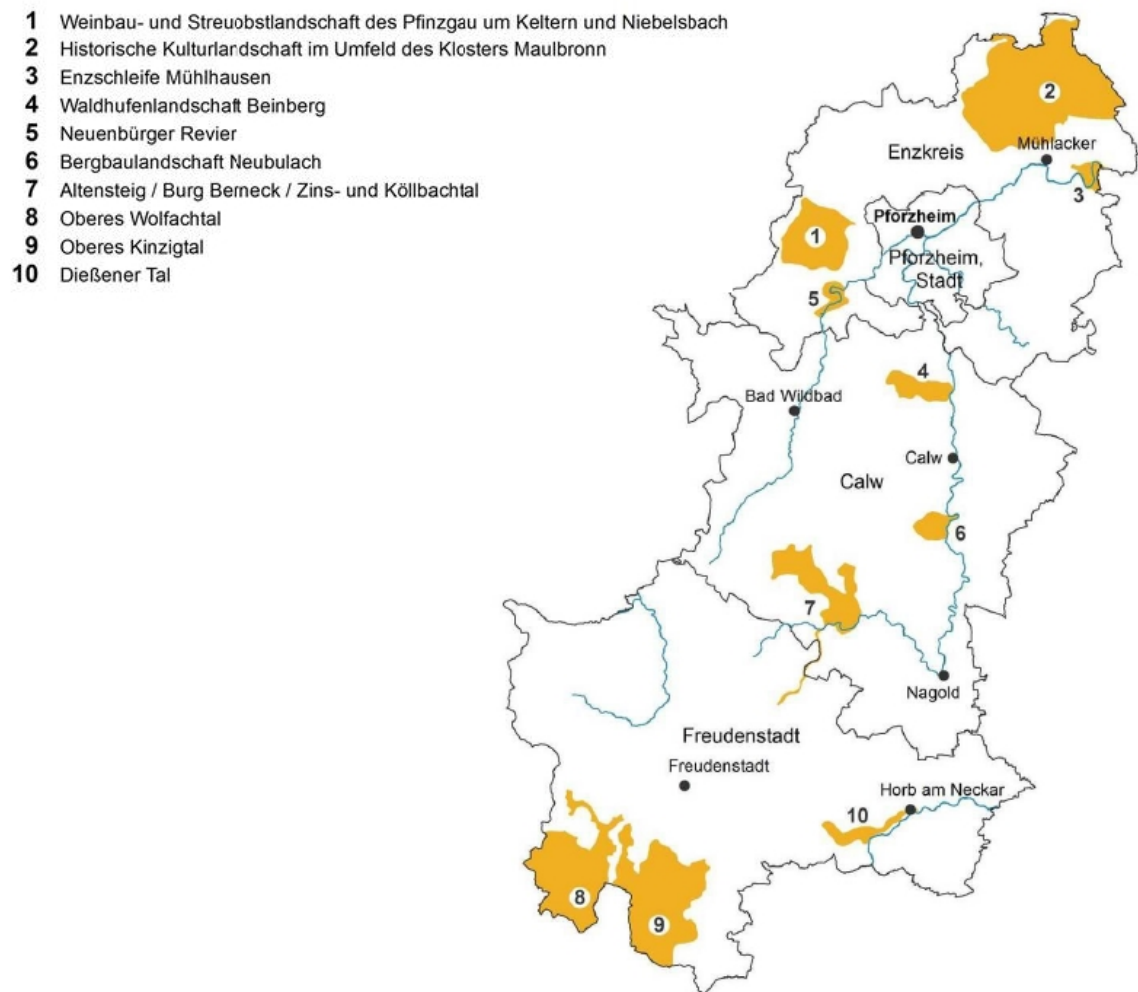 1 Weinbau- und Streuobstlandschaft des Pfinzgau um Keltern und Niebelsbach
2 Historische Kulturlandschaft im Umfeld des Klosters Maulbronn
3 Enzschleife Mühlhausen
4 Waldhufenlandschaft Beinberg
5 Neuenbürger Revier
6 Bergbaulandschaft Neubulach
7 Altensteig / Burg Berneck / Zins- und Köllbachtal
8 Oberes Wolfachtal
9 Oberes Kinzigtal
10 Dießener Tal
2
Mühlacker
Enzkreis
3
Pforzheim
1
Pforzheim,
Stadt
5
4
Bad Wildbad
Calw
Calw
6
7
Nagold
Freudenstadt
Freudenstadt
Horb am Neckar
10
8
9